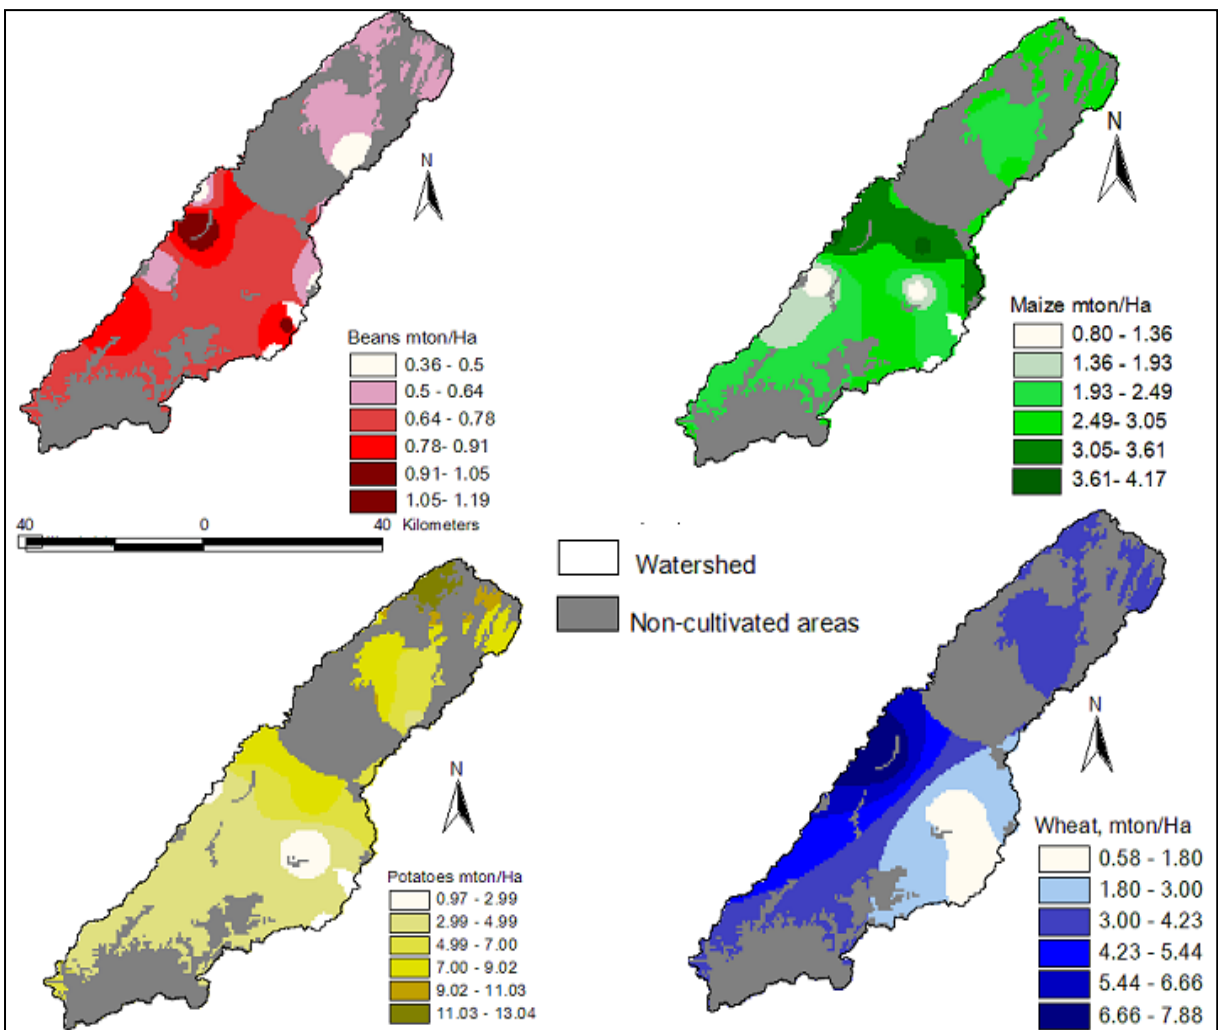 N
N
Beans mton/Ha
0.36 - 0.5
0.5 - 0.64
0.64 - 0.78
0.78- 0.91
0.91- 1.05
1.05- 1.19
Maize mton/Ha
0.80 - 1.36
1.36 - 1.93
1.93 - 2.49
2.49- 3.05
3.05- 3.61
3.61- 4.17
40 0 40 Kilometers
Watershed
Non-cultivated areas
N
N
Potatoes mton/Ha
0.97 - 2.99
2.99 - 4.99
4.99 - 7.00
7.00 - 9.02
9.02 - 11.03
11.03 - 13.04
Wheat, mton/Ha
0.58 - 1.80
1.80 - 3.00
3.00 - 4.23
4.23 - 5.44
5.44 - 6.66
6.66 - 7.88